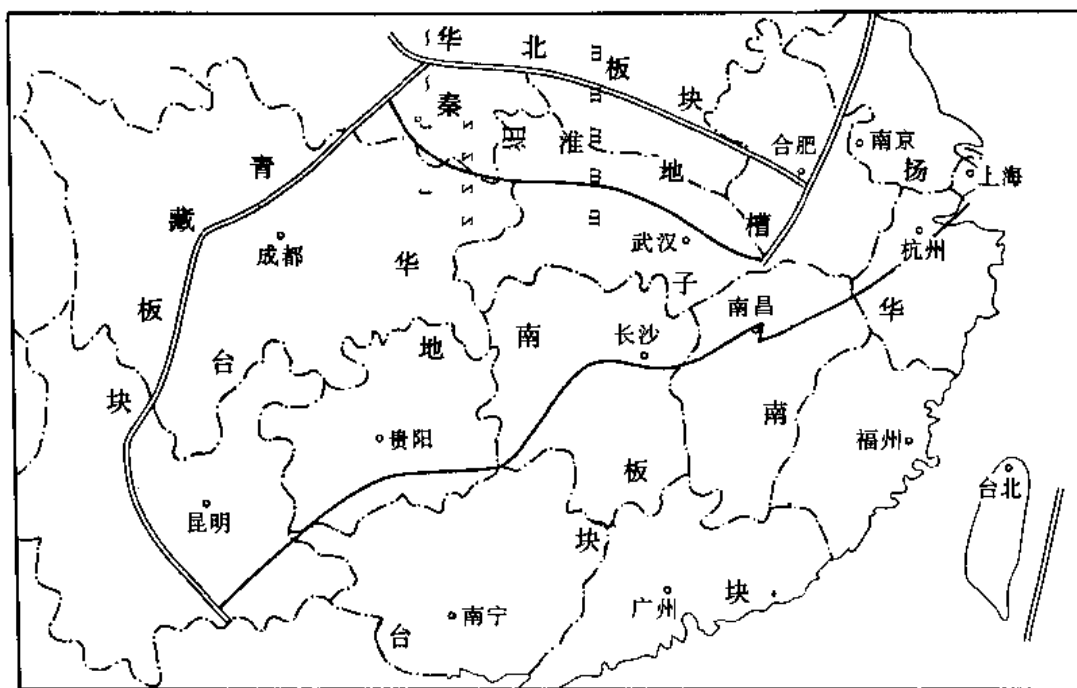 华北板块
秦
淮地槽
合肥
南京
上海
青藏板块
扬子地台
成都
武汉
杭州
华南板块
南昌
长沙
华南块台
贵阳
福州
昆明
台北
南宁
广州